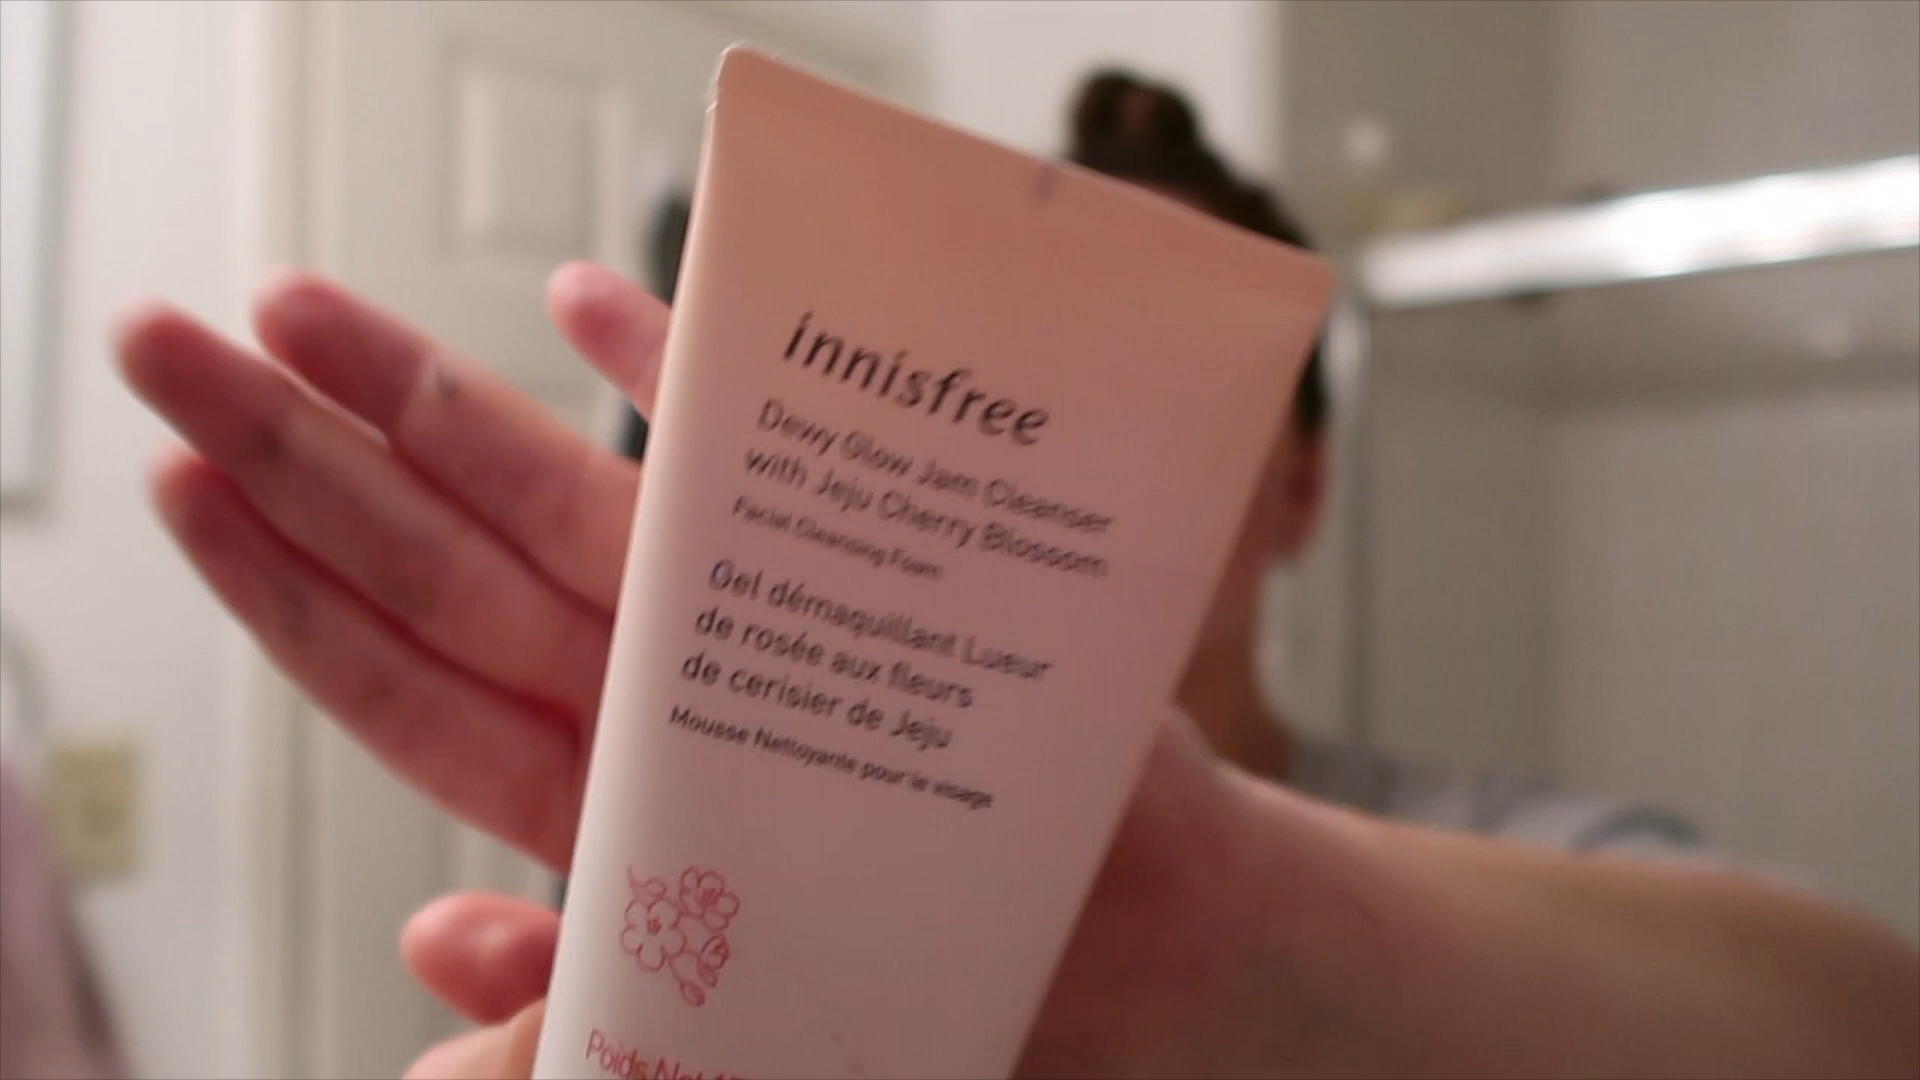 innisfree
Dewy Glow Jam Cleanser
with Jeju Cherry Blossom
Facial Cleansing Foam
Gel démaquillant Lueur
de rosée aux fleurs
de cerisier de Jeju
Mousse Nettoyante pour le visage
Poids Net